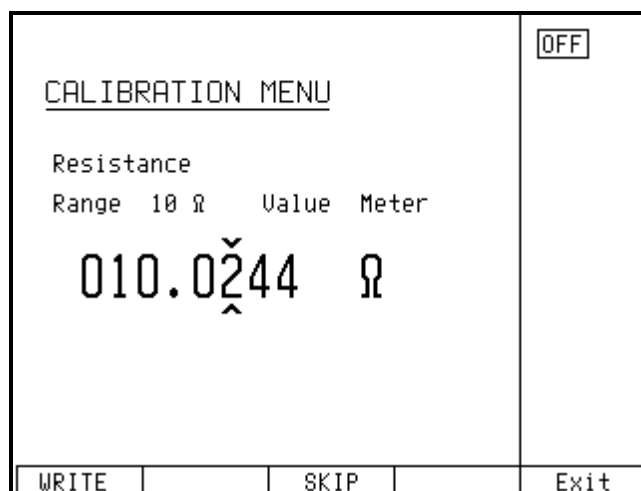 OFF
CALIBRATION MENU
Resistance
Range 10 Ω Value Meter
010.0244 Ω
WRITE SKIP Exit